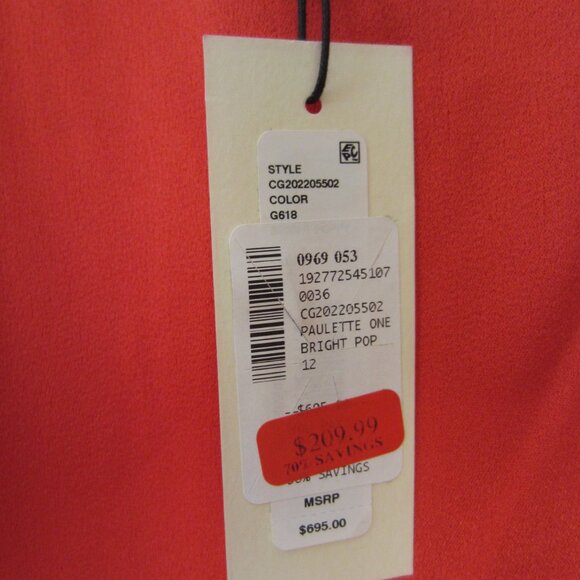 STYLE
CG202205502
COLOR
G618
0969 053
192772545107
0036
CG202205502
PAULETTE ONE
BRIGHT POP
12
$209.99
70% SAVINGS
SAVINGS
MSRP
$695.00